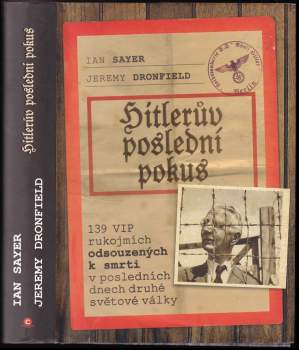 IAN SAYER
JEREMY DRONFIELD
Hitlerův poslední pokus
IAN SAYER
JEREMY DRONFIELD
Hitlerův
poslední
pokus
139 VIP
rukojmích
odsouzených
k smrti
v posledních
dnech druhé
světové války